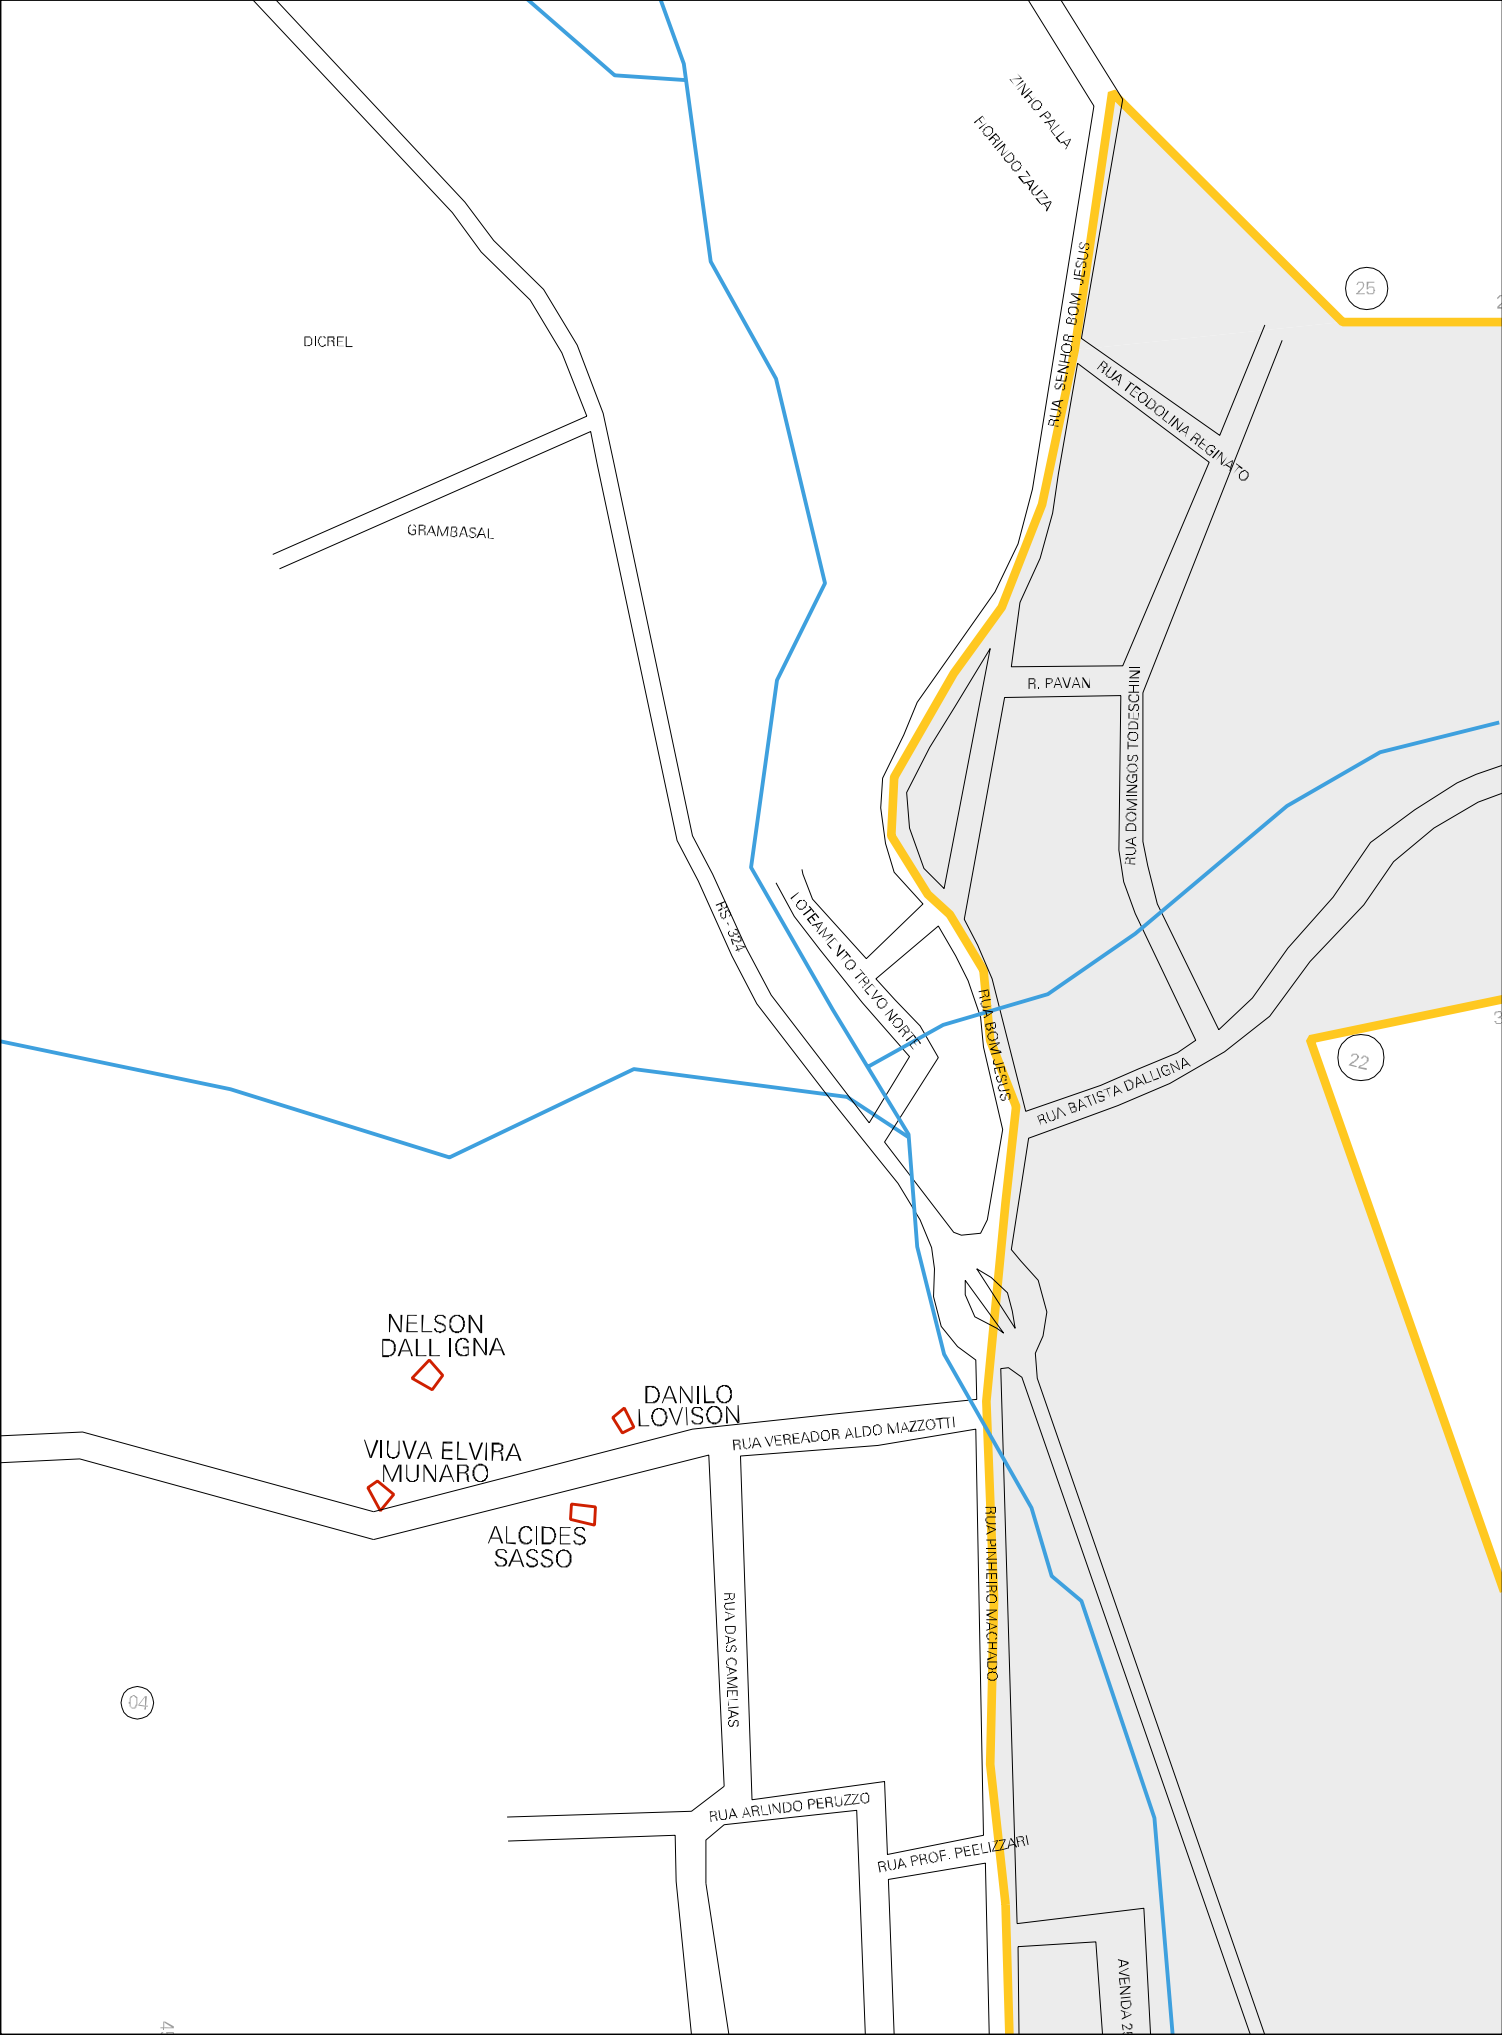 ZINHO PALLA
FIORINDO ZAUZA
RUA SENHOR BOM JESUS
25
DICREL
RUA TEODOLINA REGINATO
GRAMBASAL
R. PAVAN
RUA DOMINGOS TODESCHINI
RS - 324
LOTEAMENTO TREVO NORTE
RUA BOM JESUS
RUA BATISTA DALLIGNA
22
NELSON
DALL IGNA
DANILO
LOVISON
RUA VEREADOR ALDO MAZZOTTI
VIUVA ELVIRA
MUNARO
ALCIDES
SASSO
RUA PINHEIRO MACHADO
RUA DAS CAMELIAS
04
RUA ARLINDO PERUZZO
RUA PROF. PEELIZZARI
AVENIDA